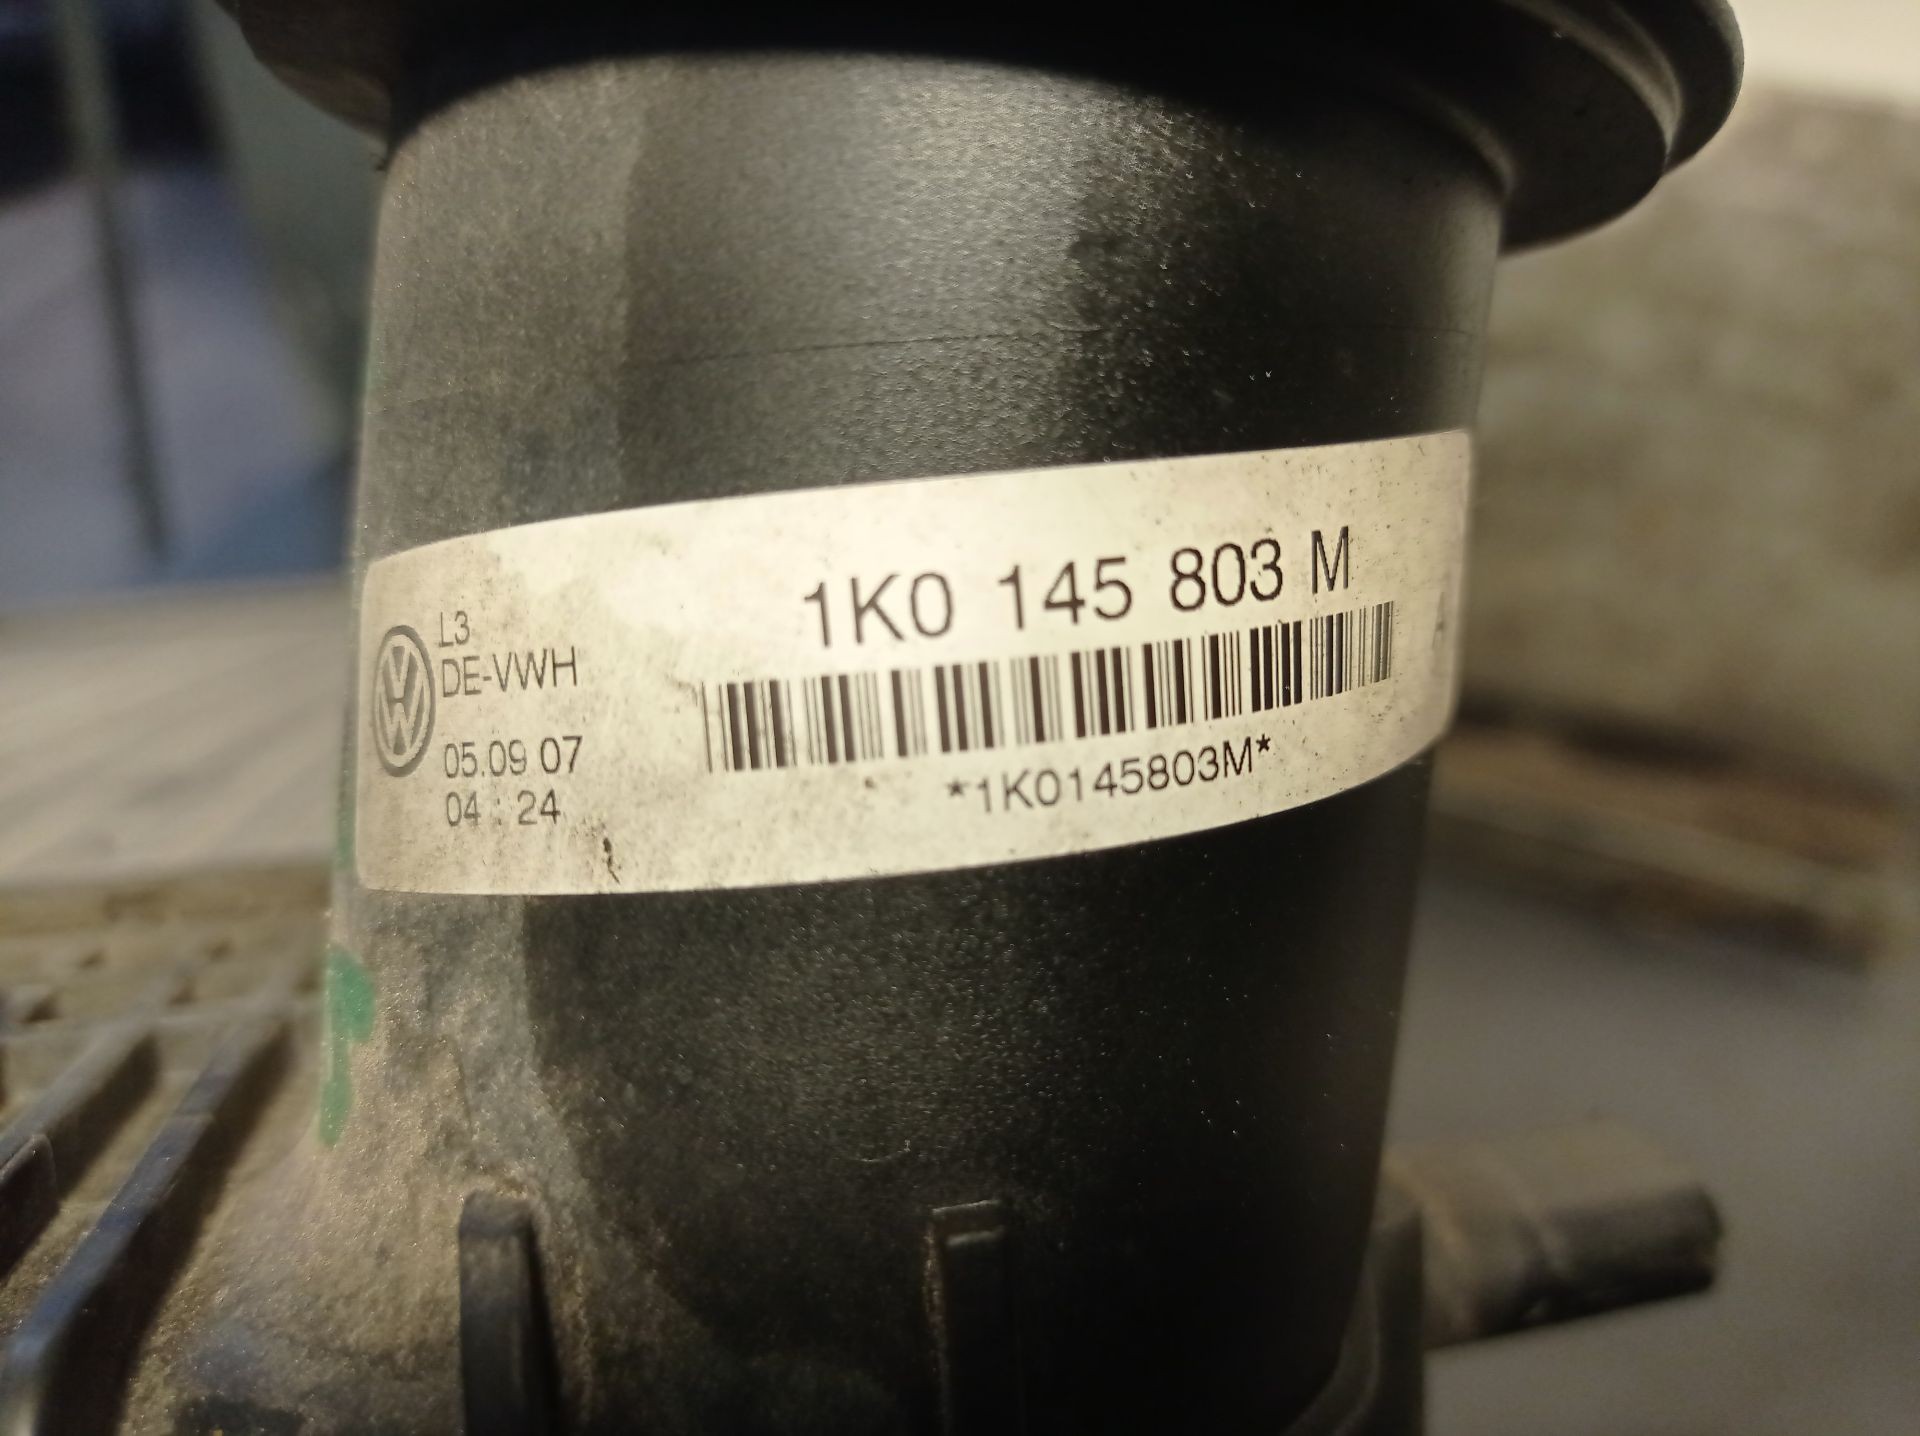 1K0 145 803 M
L3
DE-VWH
05.09 07
04 : 24
*1K0145803M*